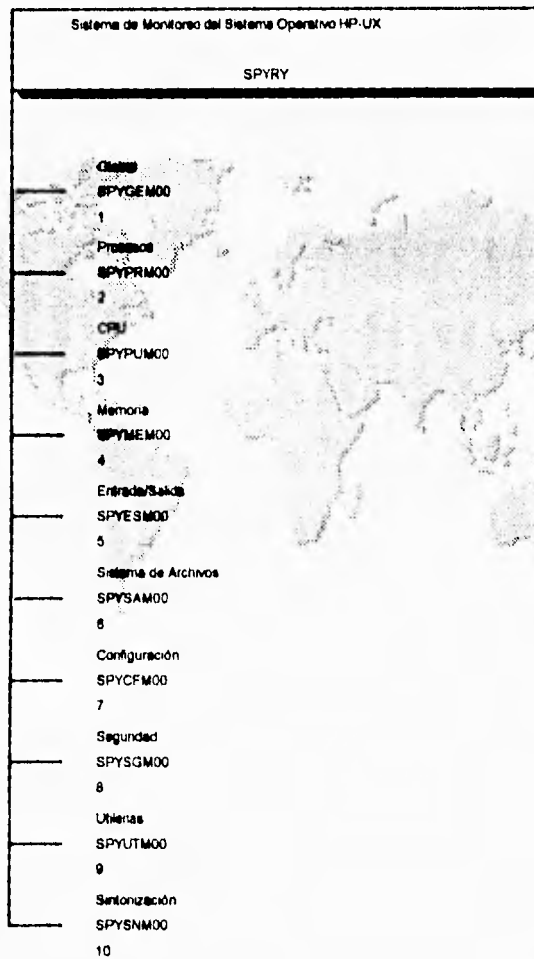 Sistema de Monitoreo del Sistema Operativo HP-UX
SPYRY
Global
SPYGEM00
1
Procesos
SPYPRM00
2
CPU
SPYPUM00
3
Memoria
SPYMEM00
4
Entrada/Salida
SPYESM00
5
Sistema de Archivos
SPYSAM00
6
Configuración
SPYCFM00
7
Seguridad
SPYSGM00
8
Utilerias
SPYUTM00
9
Sintonización
SPYSNM00
10